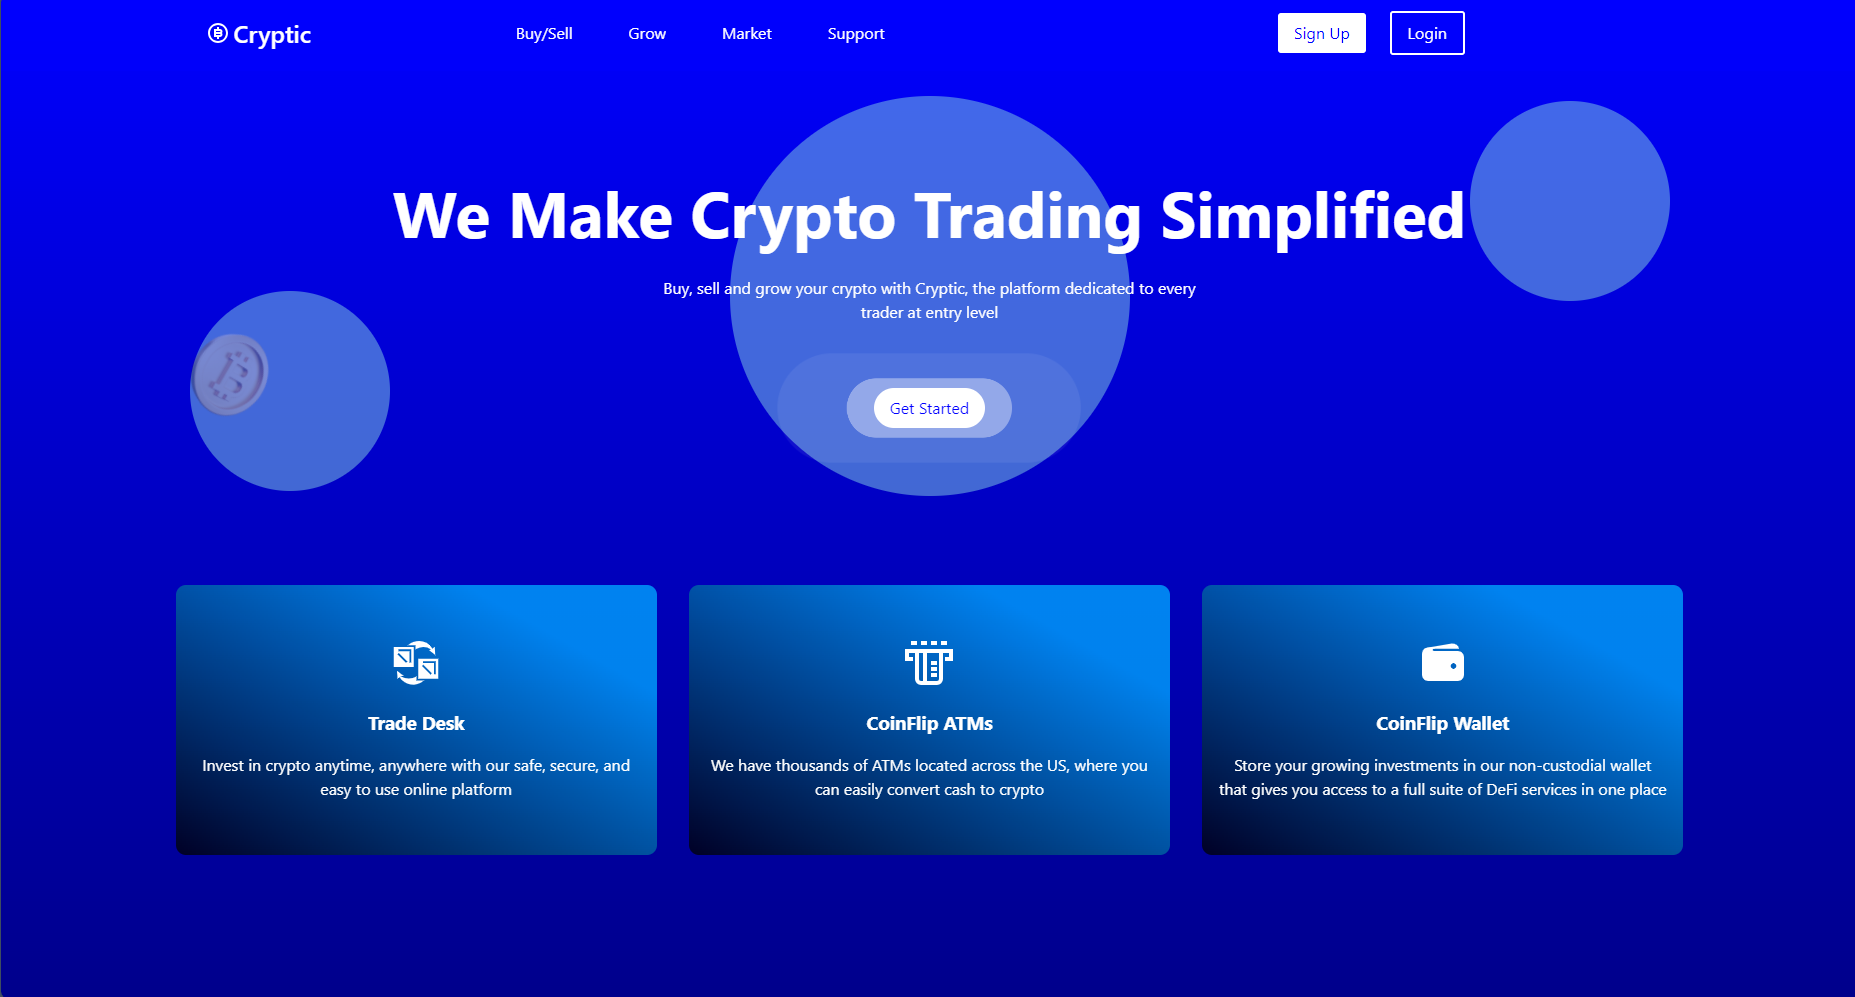 Cryptic
Buy/Sell
Grow
Market
Support
Sign Up
Login
We Make Crypto Trading Simplified
Buy, sell and grow your crypto with Cryptic, the platform dedicated to every
trader at entry level
Get Started
Trade Desk
Invest in crypto anytime, anywhere with our safe, secure, and
easy to use online platform
CoinFlip ATMs
We have thousands of ATMs located across the US, where you
can easily convert cash to crypto
CoinFlip Wallet
Store your growing investments in our non-custodial wallet
that gives you access to a full suite of DeFi services in one place